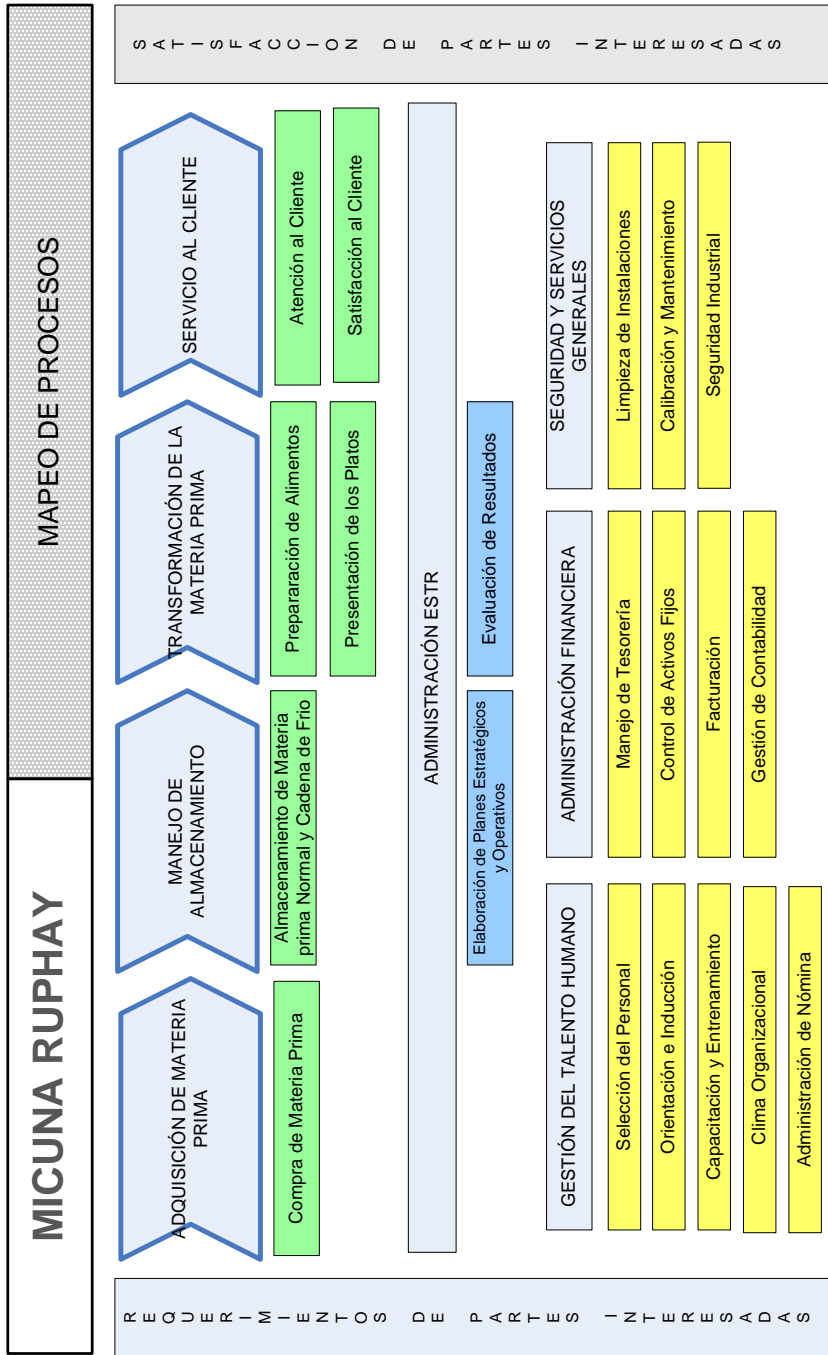 MICUNA RUPHAY
MAPEO DE PROCESOS
REQUERIMIENTOS DE PARTES INTERESADAS
ADQUISICIÓN DE MATERIA
PRIMA
Compra de Materia Prima
MANEJO DE
ALMACENAMIENTO
Almacenamiento de Materia
prima Normal y Cadena de Frio
TRANSFORMACIÓN DE LA
MATERIA PRIMA
Prepararación de Alimentos
Presentación de los Platos
SERVICIO AL CLIENTE
Atención al Cliente
Satisfacción al Cliente
ADMINISTRACIÓN ESTR
Elaboración de Planes Estratégicos
y Operativos
Evaluación de Resultados
GESTIÓN DEL TALENTO HUMANO
Selección del Personal
Orientación e Inducción
Capacitación y Entrenamiento
Clima Organizacional
Administración de Nómina
ADMINISTRACIÓN FINANCIERA
Manejo de Tesorería
Control de Activos Fijos
Facturación
Gestión de Contabilidad
SEGURIDAD Y SERVICIOS
GENERALES
Limpieza de Instalaciones
Calibración y Mantenimiento
Seguridad Industrial
SATISFACCION DE PARTES INTERESADAS